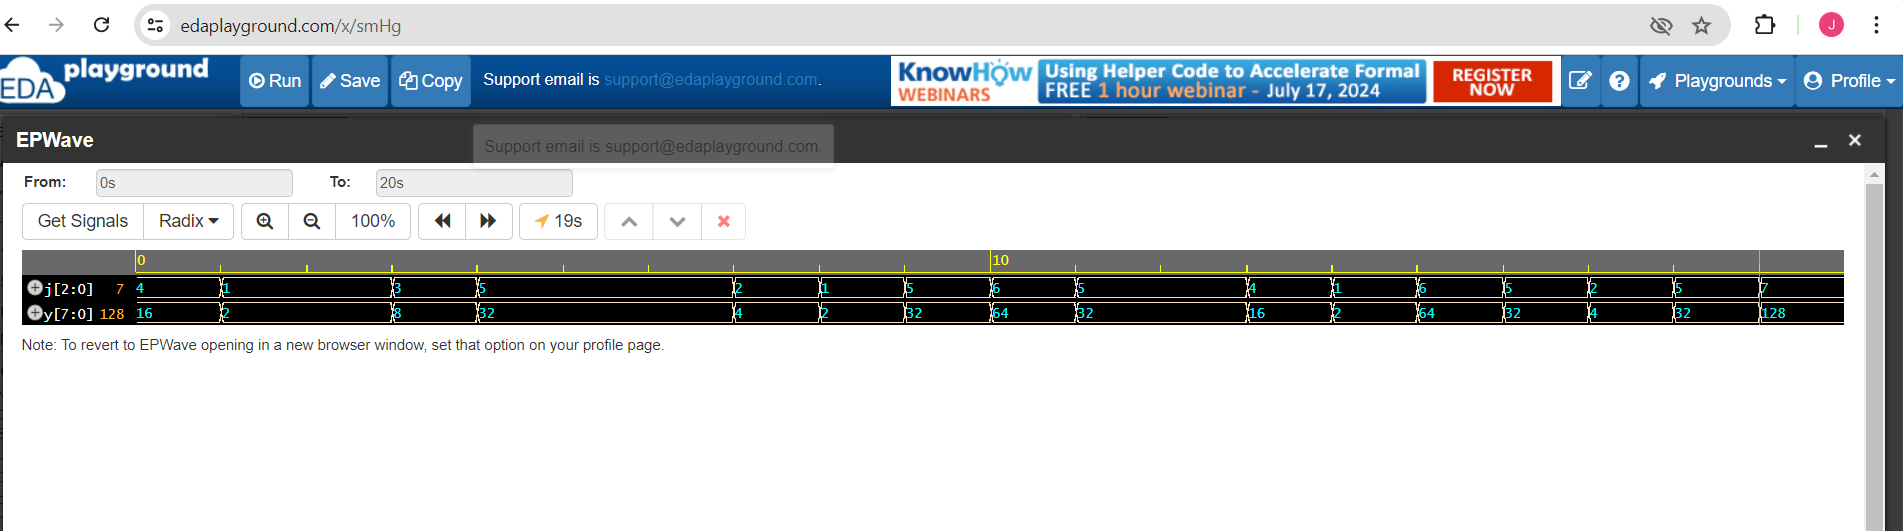 edaplayground.com/x/smHg
J
EDA playground
Run
Save
Copy
Support email is support@edaplayground.com.
KnowHow WEBINARS
Using Helper Code to Accelerate Formal
FREE 1 hour webinar - July 17, 2024
REGISTER NOW
Playgrounds
Profile
EPWave
Support email is support@edaplayground.com.
From: 0s To: 20s
Get Signals Radix 100% 19s
0 10
j[2:0] 7 4 1 3 5 2 1 5 6 5 4 1 6 5 2 5 7
y[7:0] 128 16 2 8 32 4 2 32 64 32 16 2 64 32 4 32 128
Note: To revert to EPWave opening in a new browser window, set that option on your profile page.